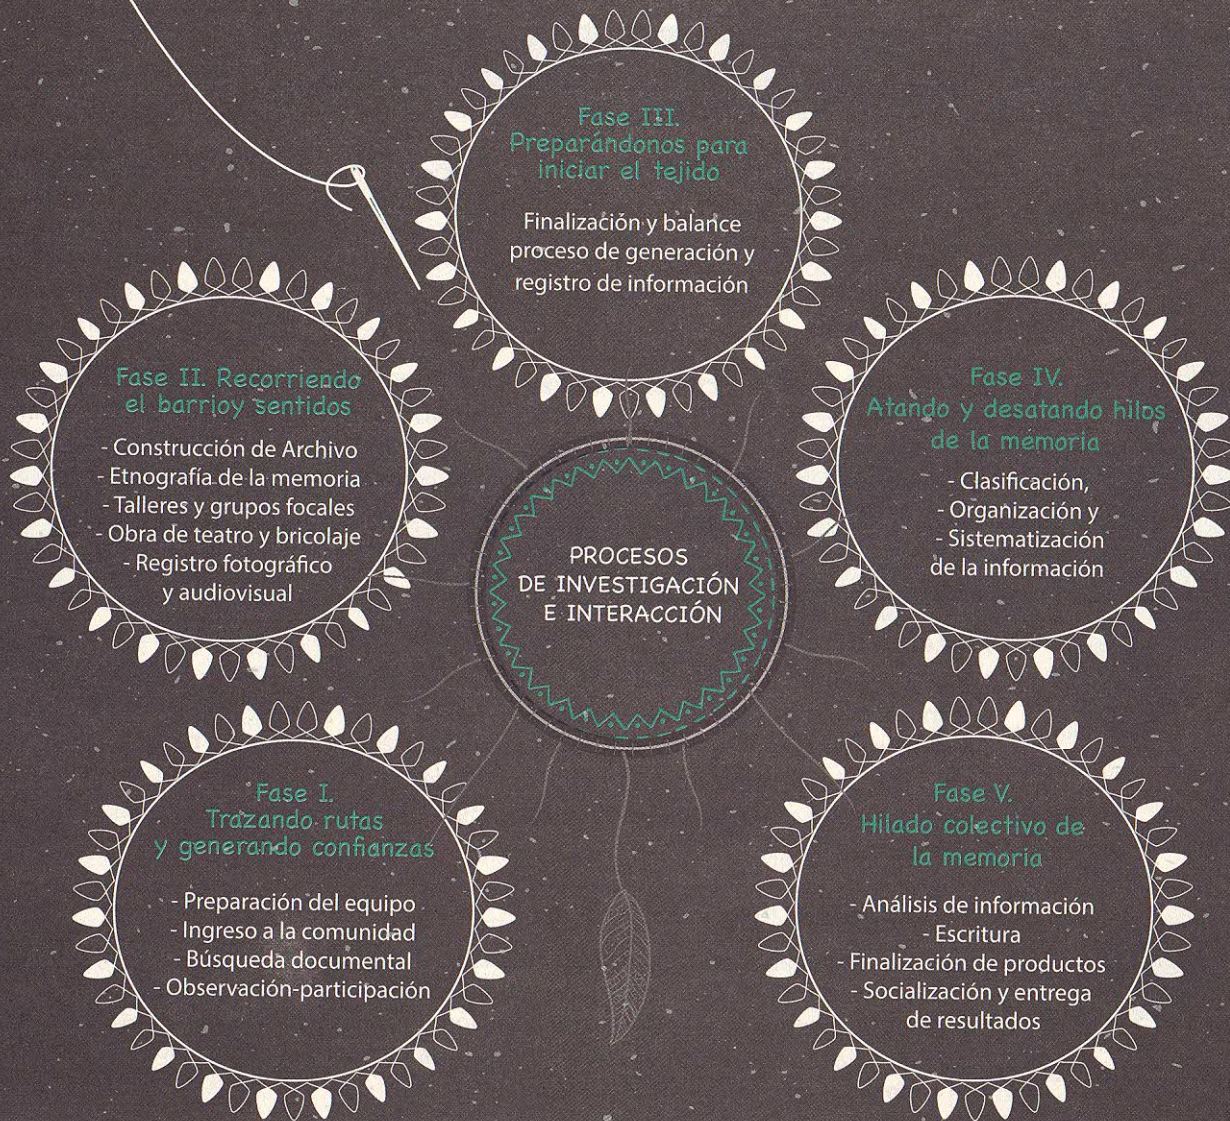 Fase III.
Preparándonos para
iniciar el tejido
Finalización y balance
proceso de generación y
registro de información
Fase II. Recorriendo
el barrioy sentidos
- Construcción de Archivo
- Etnografía de la memoria
- Talleres y grupos focales
- Obra de teatro y bricolaje
- Registro fotográfico
y audiovisual
Fase IV.
Atando y desatando hilos
de la memoria
- Clasificación,
- Organización y
- Sistematización
de la información
PROCESOS
DE INVESTIGACIÓN
E INTERACCIÓN
Fase I.
Trazando rutas
y generando confianzas
- Preparación del equipo
- Ingreso a la comunidad
- Búsqueda documental
- Observación-participación
Fase V.
Hilado colectivo de
la memoria
- Análisis de información
- Escritura
- Finalización de productos
- Socialización y entrega
de resultados